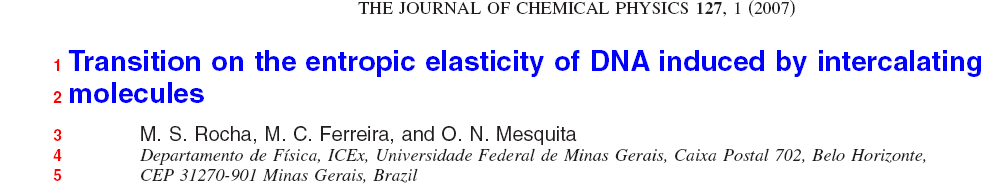 THE JOURNAL OF CHEMICAL PHYSICS 127, 1 (2007)
1 Transition on the entropic elasticity of DNA induced by intercalating
2 molecules
3 M. S. Rocha, M. C. Ferreira, and O. N. Mesquita
4 Departamento de Física, ICEx, Universidade Federal de Minas Gerais, Caixa Postal 702, Belo Horizonte,
5 CEP 31270-901 Minas Gerais, Brazil